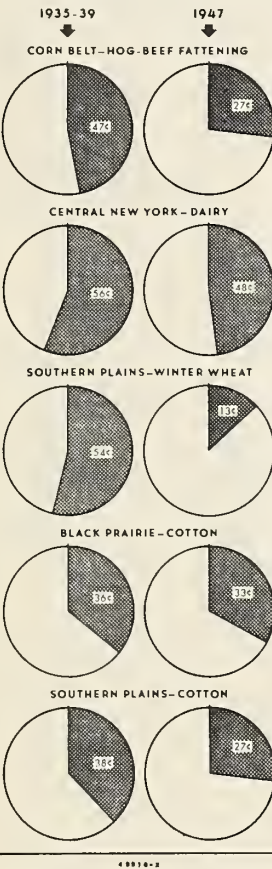 1935-39 1947
CORN BELT–HOG-BEEF FATTENING
47¢ 27¢
CENTRAL NEW YORK–DAIRY
56¢ 48¢
SOUTHERN PLAINS–WINTER WHEAT
54¢ 13¢
BLACK PRAIRIE–COTTON
36¢ 33¢
SOUTHERN PLAINS–COTTON
38¢ 27¢